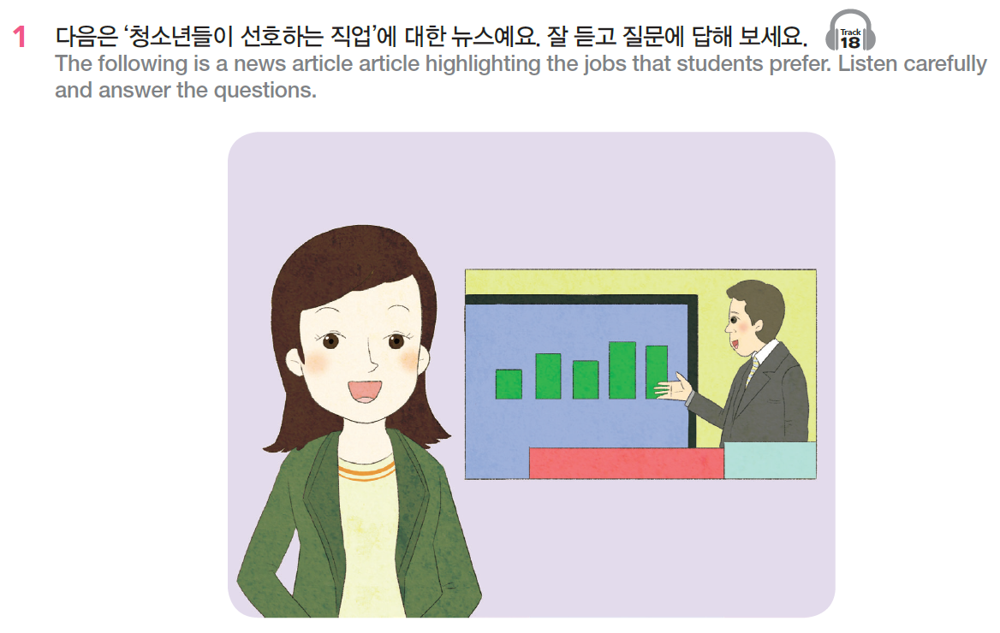 1 다음은 ‘청소년들이 선호하는 직업’에 대한 뉴스예요. 잘 듣고 질문에 답해 보세요. Track 18
The following is a news article article highlighting the jobs that students prefer. Listen carefully
and answer the questions.